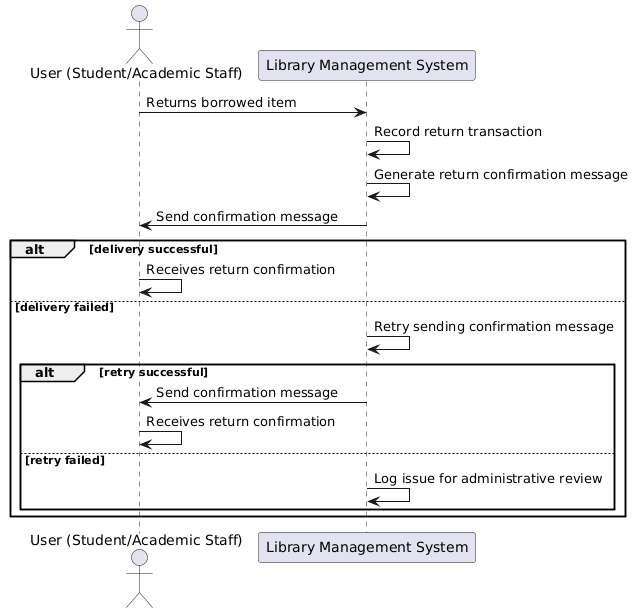 User (Student/Academic Staff)
Library Management System
Returns borrowed item
Record return transaction
Generate return confirmation message
Send confirmation message
alt
[delivery successful]
Receives return confirmation
[delivery failed]
Retry sending confirmation message
alt
[retry successful]
Send confirmation message
Receives return confirmation
[retry failed]
Log issue for administrative review
User (Student/Academic Staff)
Library Management System